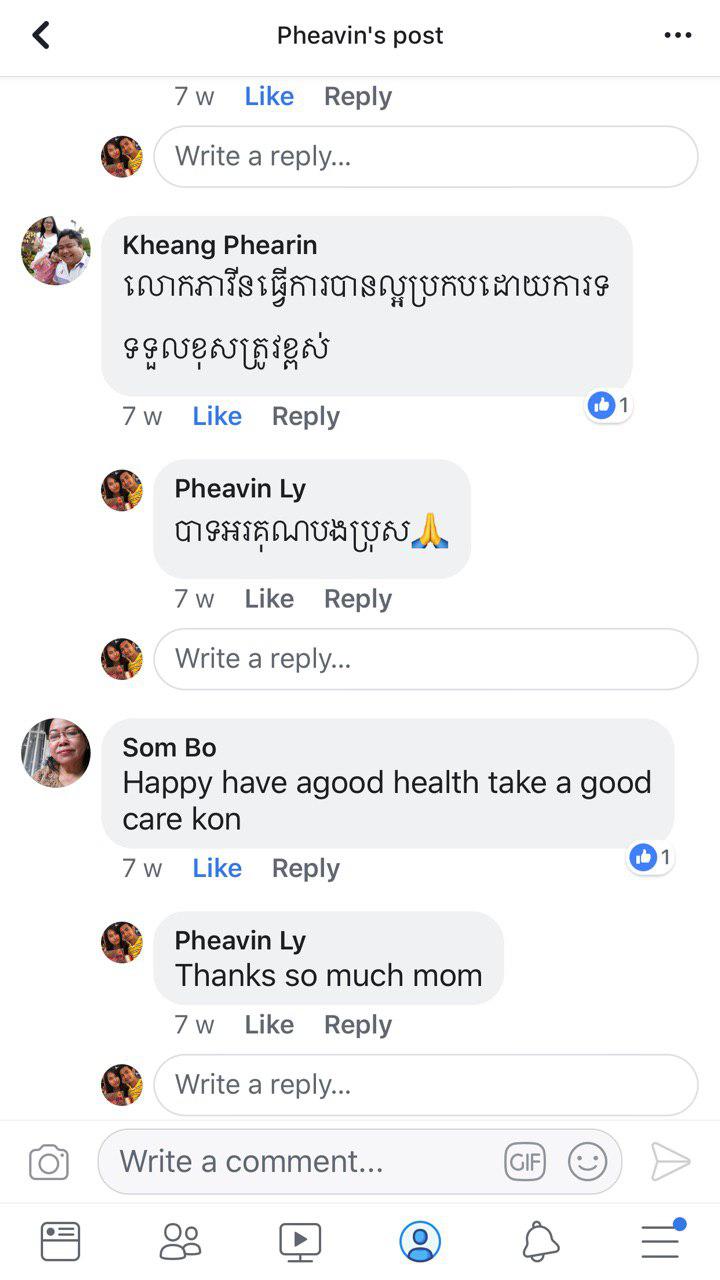 Pheavin's post
7 w Like Reply
Write a reply...
Kheang Phearin
លោកភារីនធ្វើការបានល្អប្រកបដោយការទ
ទទួលខុសត្រូវខ្ពស់
7 w Like Reply 1
Pheavin Ly
បាទអរគុណបងប្រុស🙏
7 w Like Reply
Write a reply...
Som Bo
Happy have agood health take a good
care kon
7 w Like Reply 1
Pheavin Ly
Thanks so much mom
7 w Like Reply
Write a reply...
Write a comment... GIF